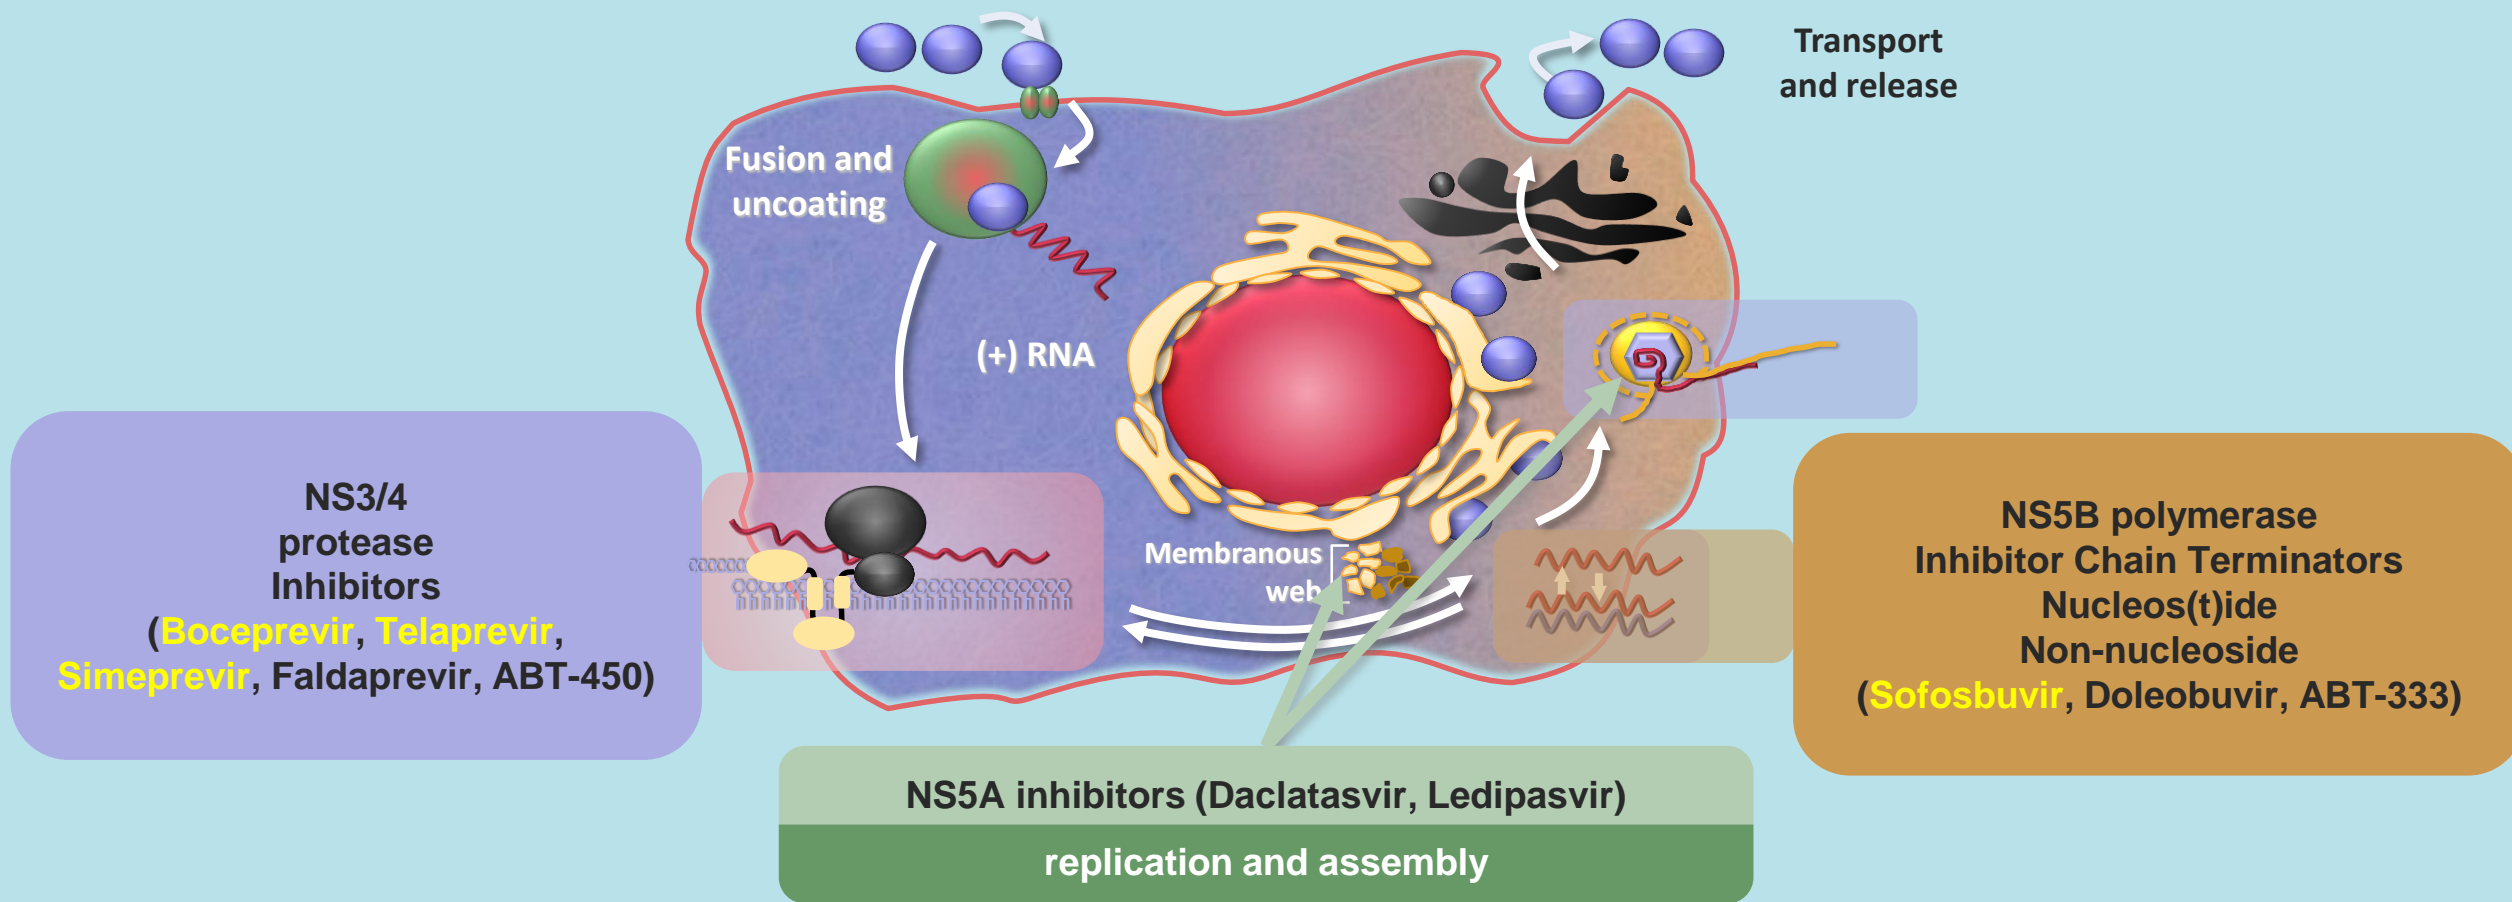 Transport
and release
Fusion and
uncoating
(+) RNA
NS3/4
protease
Inhibitors
(Boceprevir, Telaprevir,
Simeprevir, Faldaprevir, ABT-450)
Membranous
web
NS5B polymerase
Inhibitor Chain Terminators
Nucleos(t)ide
Non-nucleoside
(Sofosbuvir, Doleobuvir, ABT-333)
NS5A inhibitors (Daclatasvir, Ledipasvir)
replication and assembly